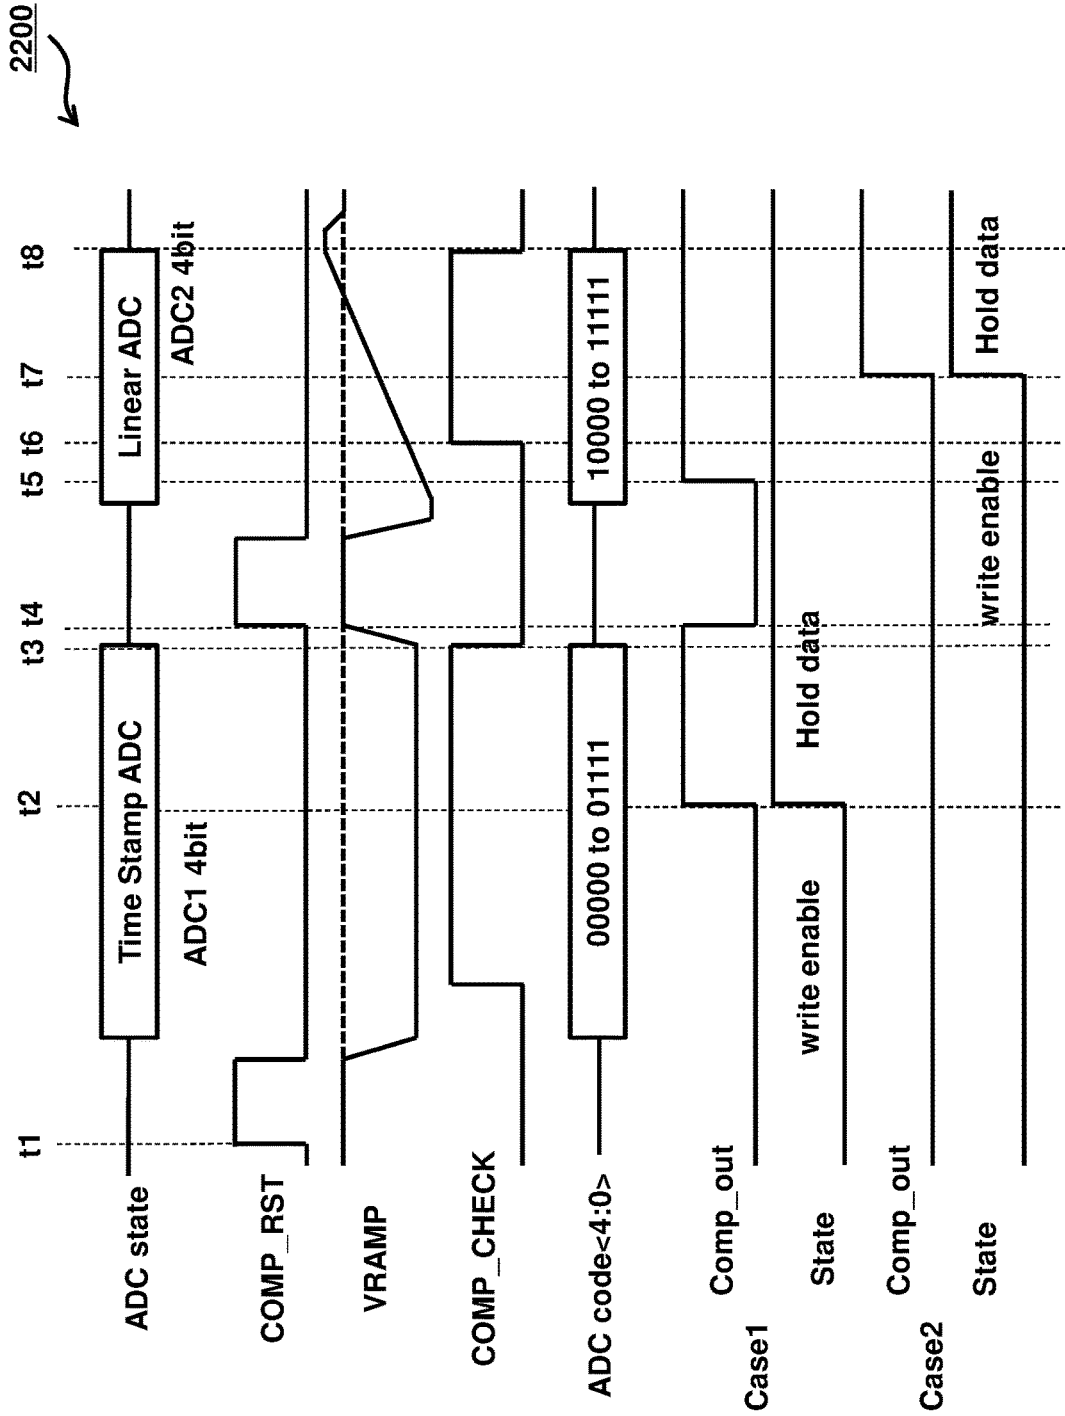 2200
t1 t2 t3 t4 t5 t6 t7 t8
ADC state
Time Stamp ADC
Linear ADC
ADC1 4bit
ADC2 4bit
COMP_RST
VRAMP
COMP_CHECK
ADC code<4:0>
00000 to 01111
10000 to 11111
Case1
Comp_out
State
write enable
Hold data
Case2
Comp_out
State
write enable
Hold data